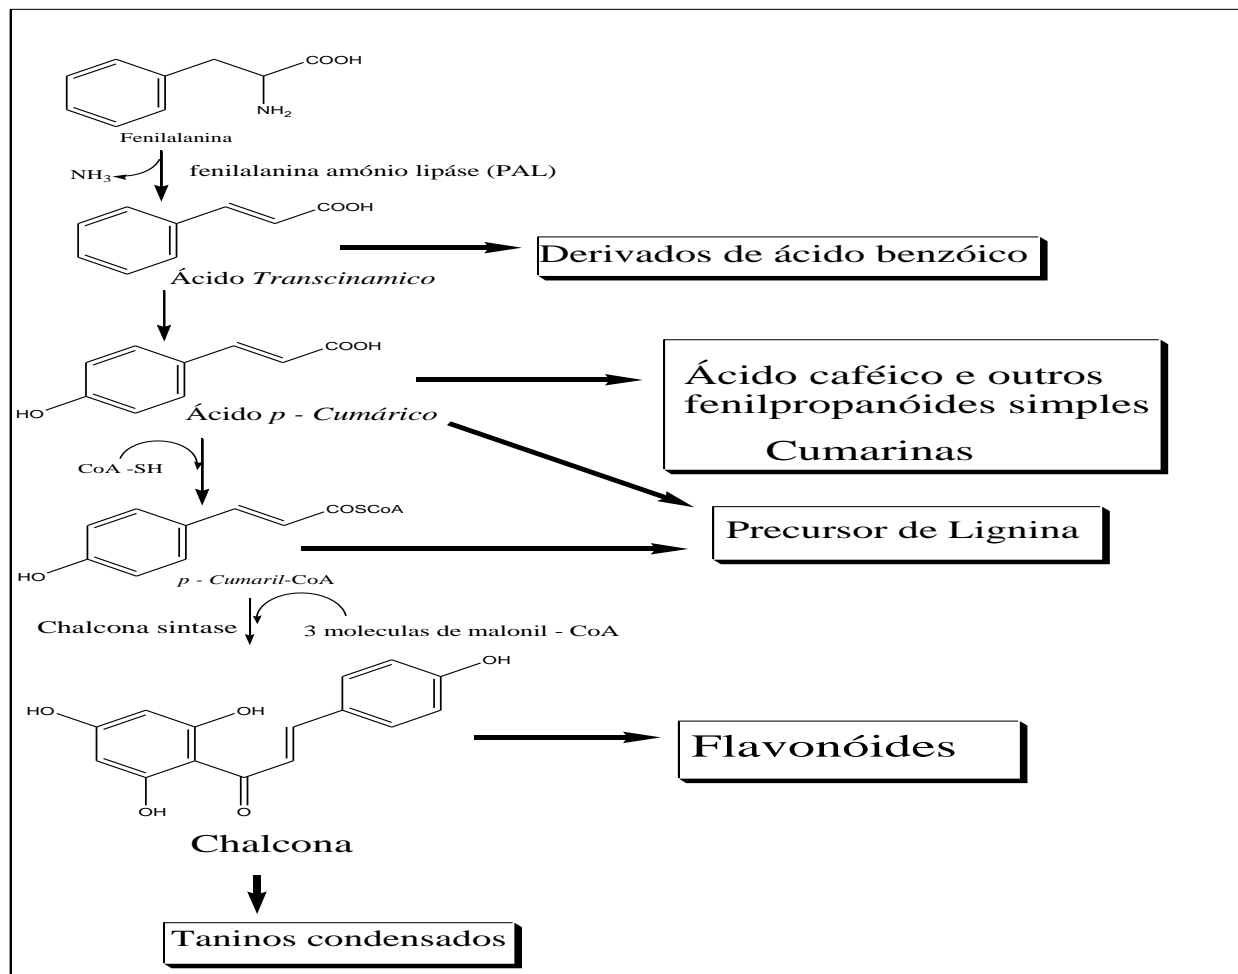 COOH
NH2
Fenilalanina
NH3
fenilalanina amónio lipáse (PAL)
COOH
Derivados de ácido benzóico
Ácido Transcinamico
COOH
HO
Ácido p - Cumárico
Ácido caféico e outros
fenilpropanóides simples
Cumarinas
CoA -SH
COSCoA
HO
p - Cumaril-CoA
Precursor de Lignina
Chalcona sintase
3 moleculas de malonil - CoA
OH
HO
OH
OH
O
Flavonóides
Chalcona
Taninos condensados